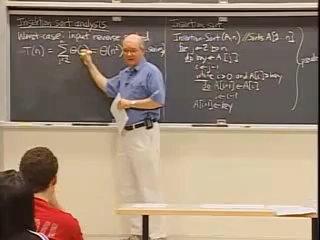 Insertion Sort analysis
Worst-case: input reverse sorted
T(n) = Σ Θ(j) = Θ(n²)
j=2
Insertion sort
Insertion-Sort(A,n) // Sorts A[1..n]
for j ← 2 to n
do key ← A[j]
i ← j-1
while i > 0 and A[i] > key
do A[i+1] ← A[i]
i ← i-1
A[i+1] ← key